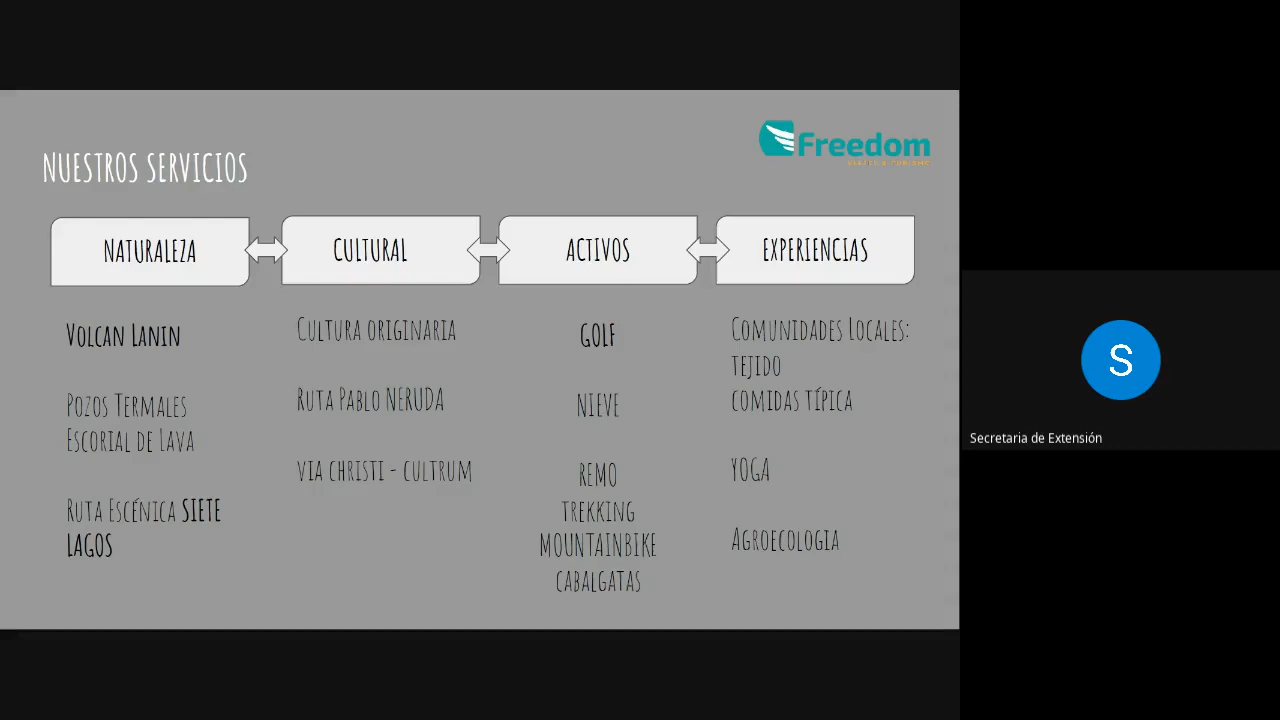 Freedom
VIAJES & TURISMO
NUESTROS SERVICIOS
NATURALEZA
CULTURAL
ACTIVOS
EXPERIENCIAS
VOLCAN LANIN
POZOS TERMALES
ESCORIAL DE LAVA
RUTA ESCÉNICA SIETE
LAGOS
CULTURA ORIGINARIA
RUTA PABLO NERUDA
VIA CHRISTI - CULTRUM
GOLF
NIEVE
REMO
TREKKING
MOUNTAINBIKE
CABALGATAS
COMUNIDADES LOCALES:
TEJIDO
COMIDAS TÍPICA
YOGA
AGROECOLOGIA
S
Secretaria de Extensión